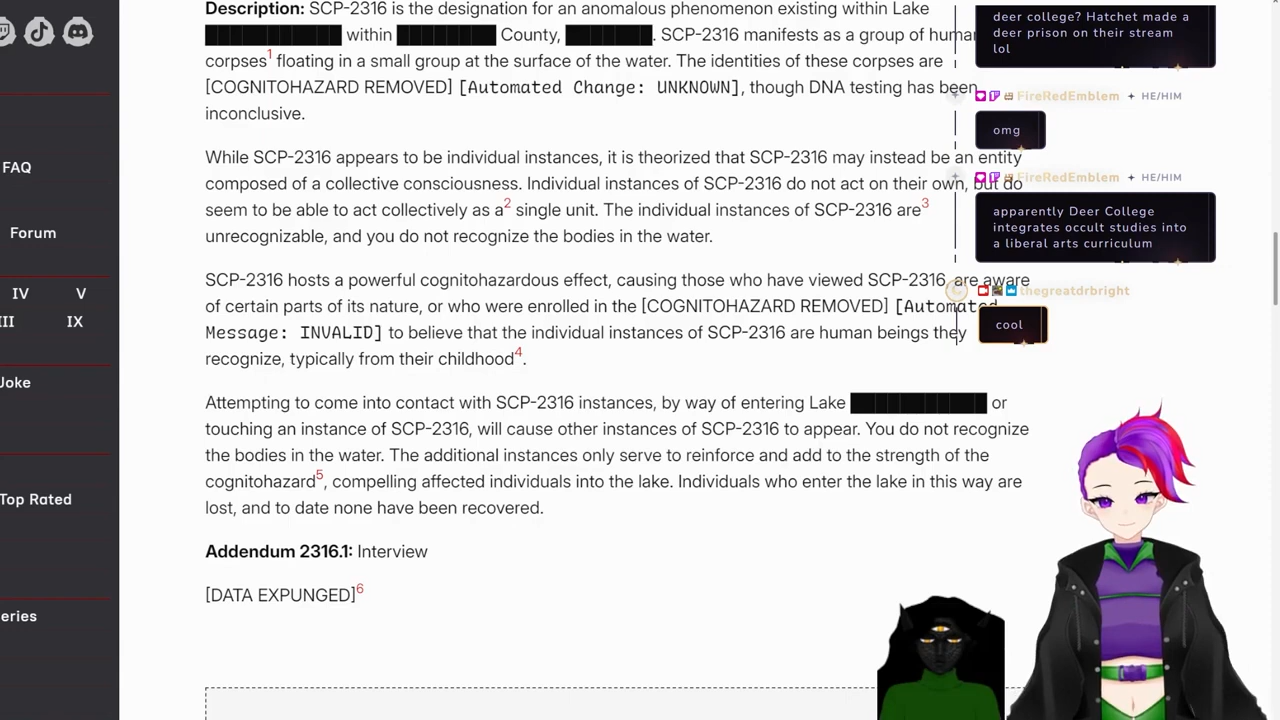 Description: SCP-2316 is the designation for an anomalous phenomenon existing within Lake
███████████ within ████████ County, ███████. SCP-2316 manifests as a group of human
corpses1 floating in a small group at the surface of the water. The identities of these corpses are
[COGNITOHAZARD REMOVED] [Automated Change: UNKNOWN], though DNA testing has been
inconclusive.
While SCP-2316 appears to be individual instances, it is theorized that SCP-2316 may instead be an entity
composed of a collective consciousness. Individual instances of SCP-2316 do not act on their own, but do
seem to be able to act collectively as a2 single unit. The individual instances of SCP-2316 are3
unrecognizable, and you do not recognize the bodies in the water.
SCP-2316 hosts a powerful cognitohazardous effect, causing those who have viewed SCP-2316, are aware
of certain parts of its nature, or who were enrolled in the [COGNITOHAZARD REMOVED] [Automated
Message: INVALID] to believe that the individual instances of SCP-2316 are human beings they
recognize, typically from their childhood4.
Attempting to come into contact with SCP-2316 instances, by way of entering Lake ███████████ or
touching an instance of SCP-2316, will cause other instances of SCP-2316 to appear. You do not recognize
the bodies in the water. The additional instances only serve to reinforce and add to the strength of the
cognitohazard5, compelling affected individuals into the lake. Individuals who enter the lake in this way are
lost, and to date none have been recovered.
Addendum 2316.1: Interview
[DATA EXPUNGED]6
FAQ
Forum
IV V
III IX
Joke
Top Rated
eries
deer college? Hatchet made a
deer prison on their stream
lol
FireRedEmblem HE/HIM
omg
FireRedEmblem HE/HIM
apparently Deer College
integrates occult studies into
a liberal arts curriculum
thegreatdrbright
cool